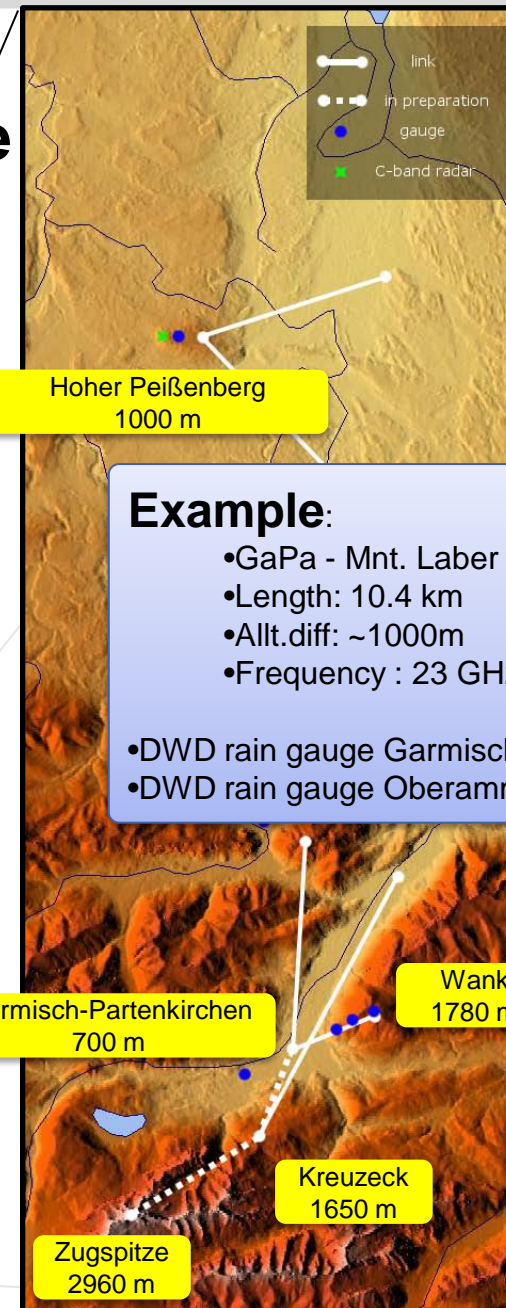 e
link
in preparation
gauge
C-band radar
Hoher Peißenberg
1000 m
Example:
•GaPa - Mnt. Laber
•Length: 10.4 km
•Allt.diff: ~1000m
•Frequency : 23 GH
•DWD rain gauge Garmisch
•DWD rain gauge Oberamm
Wank
1780 m
rmisch-Partenkirchen
700 m
Kreuzeck
1650 m
Zugspitze
2960 m